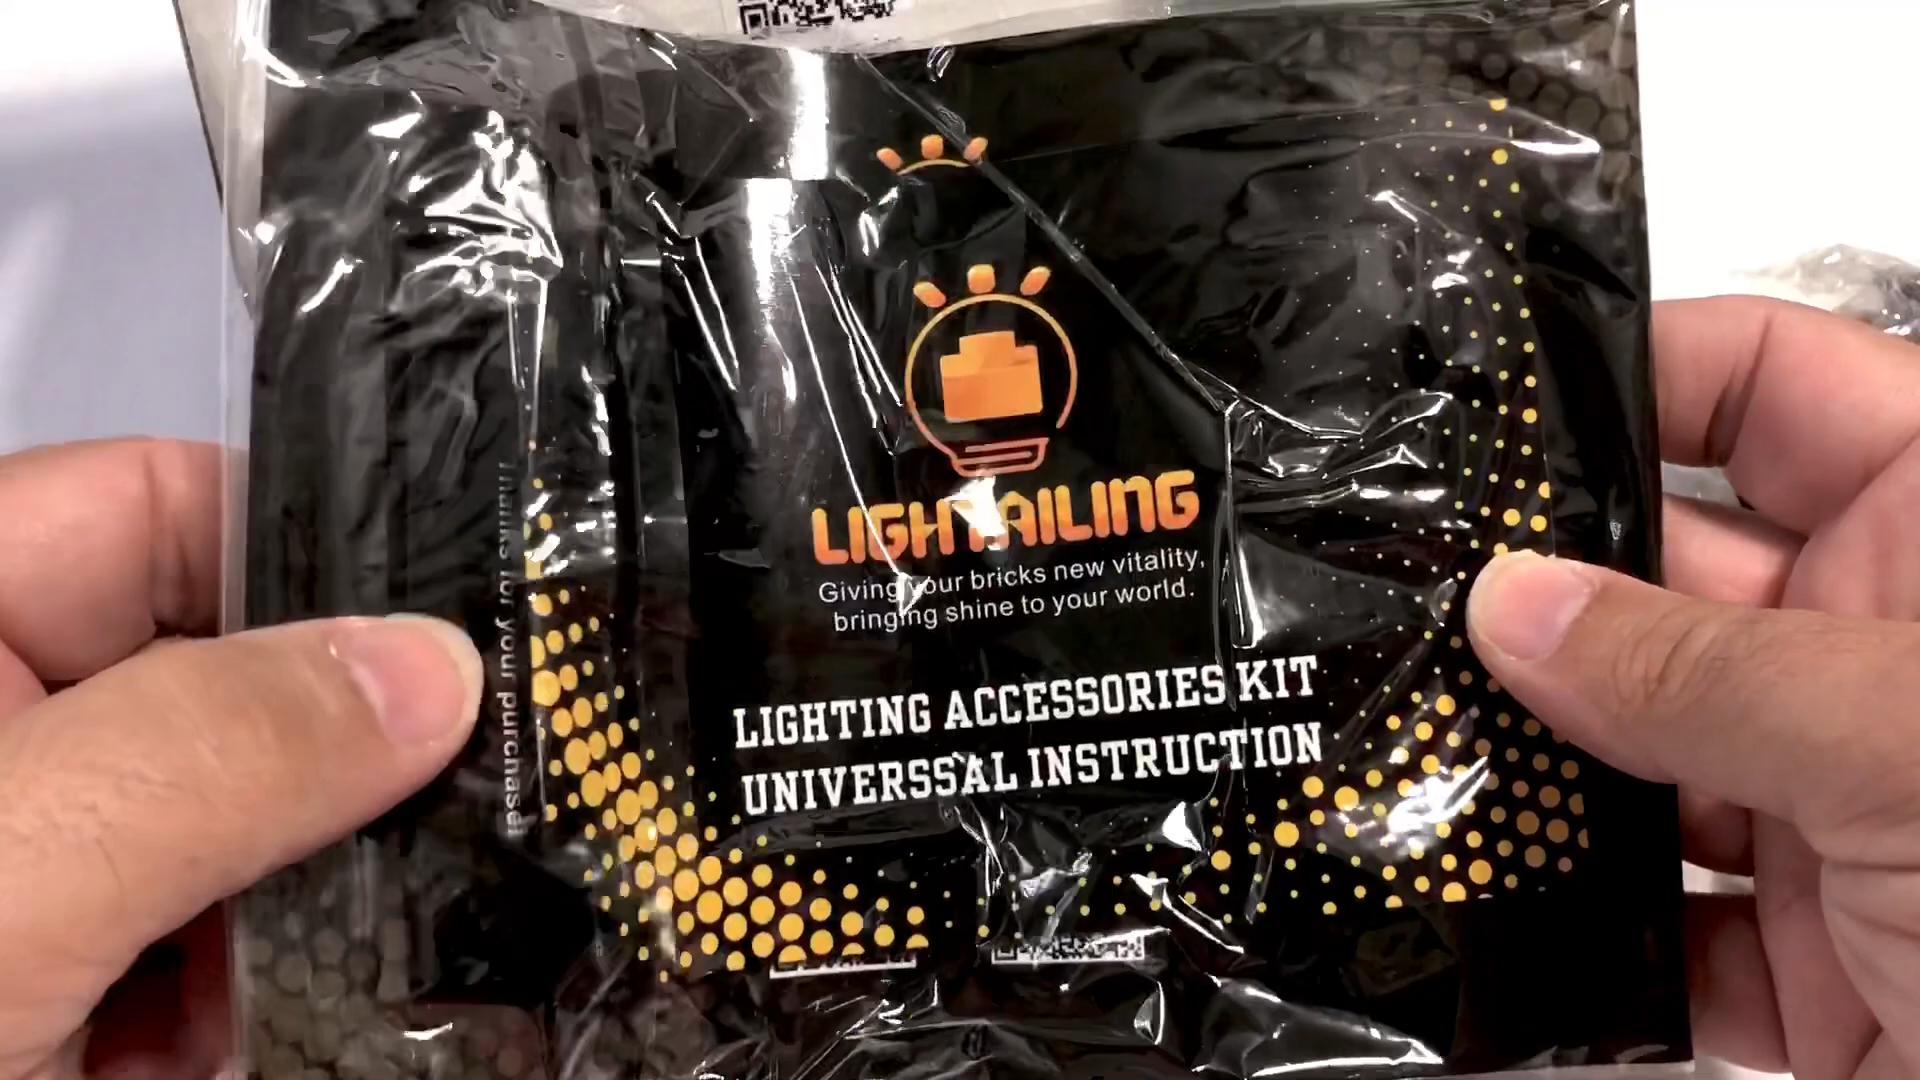 LIGHTAILING
Giving your bricks new vitality,
bringing shine to your world.
LIGHTING ACCESSORIES KIT
UNIVERSSAL INSTRUCTION
Thanks for your purchase!